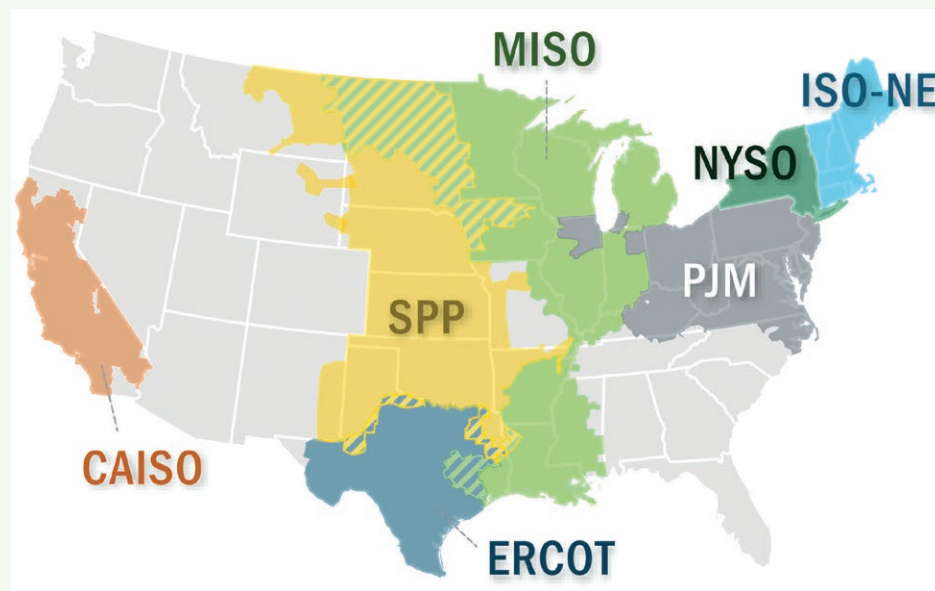 MISO
ISO-NE
NYSO
PJM
SPP
CAISO
ERCOT